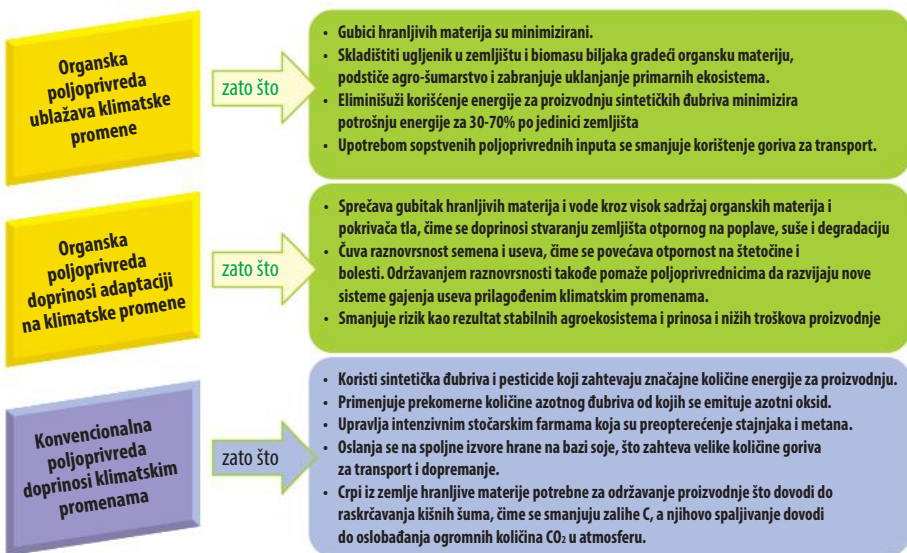 Organska
poljoprivreda
ublažava klimatske
promene
zato što
• Gubici hranljivih materija su minimizirani.
• Skladištiti ugljenik u zemljištu i biomasu biljaka gradeći organsku materiju,
podstiče agro-šumarstvo i zabranjuje uklanjanje primarnih ekosistema.
• Eliminišuži korišćenje energije za proizvodnju sintetičkih đubriva minimizira
potrošnju energije za 30-70% po jedinici zemljišta
• Upotrebom sopstvenih poljoprivrednih inputa se smanjuje korištenje goriva za transport.
Organska
poljoprivreda
doprinosi adaptaciji
na klimatske promene
zato što
• Sprečava gubitak hranljivih materija i vode kroz visok sadržaj organskih materija i
pokrivača tla, čime se doprinosi stvaranju zemljišta otpornog na poplave, suše i degradaciju
• Čuva raznovrsnost semena i useva, čime se povećava otpornost na štetočine i
bolesti. Održavanjem raznovrsnosti takođe pomaže poljoprivrednicima da razvijaju nove
sisteme gajenja useva prilagođenim klimatskim promenama.
• Smanjuje rizik kao rezultat stabilnih agroekosistema i prinosa i nižih troškova proizvodnje
Konvencionalna
poljoprivreda
doprinosi klimatskim
promenama
zato što
• Koristi sintetička đubriva i pesticide koji zahtevaju značajne količine energije za proizvodnju.
• Primenjuje prekomerne količine azotnog đubriva od kojih se emituje azotni oksid.
• Upravlja intenzivnim stočarskim farmama koja su preopterećenje stajnjaka i metana.
• Oslanja se na spoljne izvore hrane na bazi soje, što zahteva velike količine goriva
za transport i dopremanje.
• Crpi iz zemlje hranljive materije potrebne za održavanje proizvodnje što dovodi do
raskrčavanja kišnih šuma, čime se smanjuju zalihe C, a njihovo spaljivanje dovodi
do oslobađanja ogromnih količina CO₂ u atmosferu.